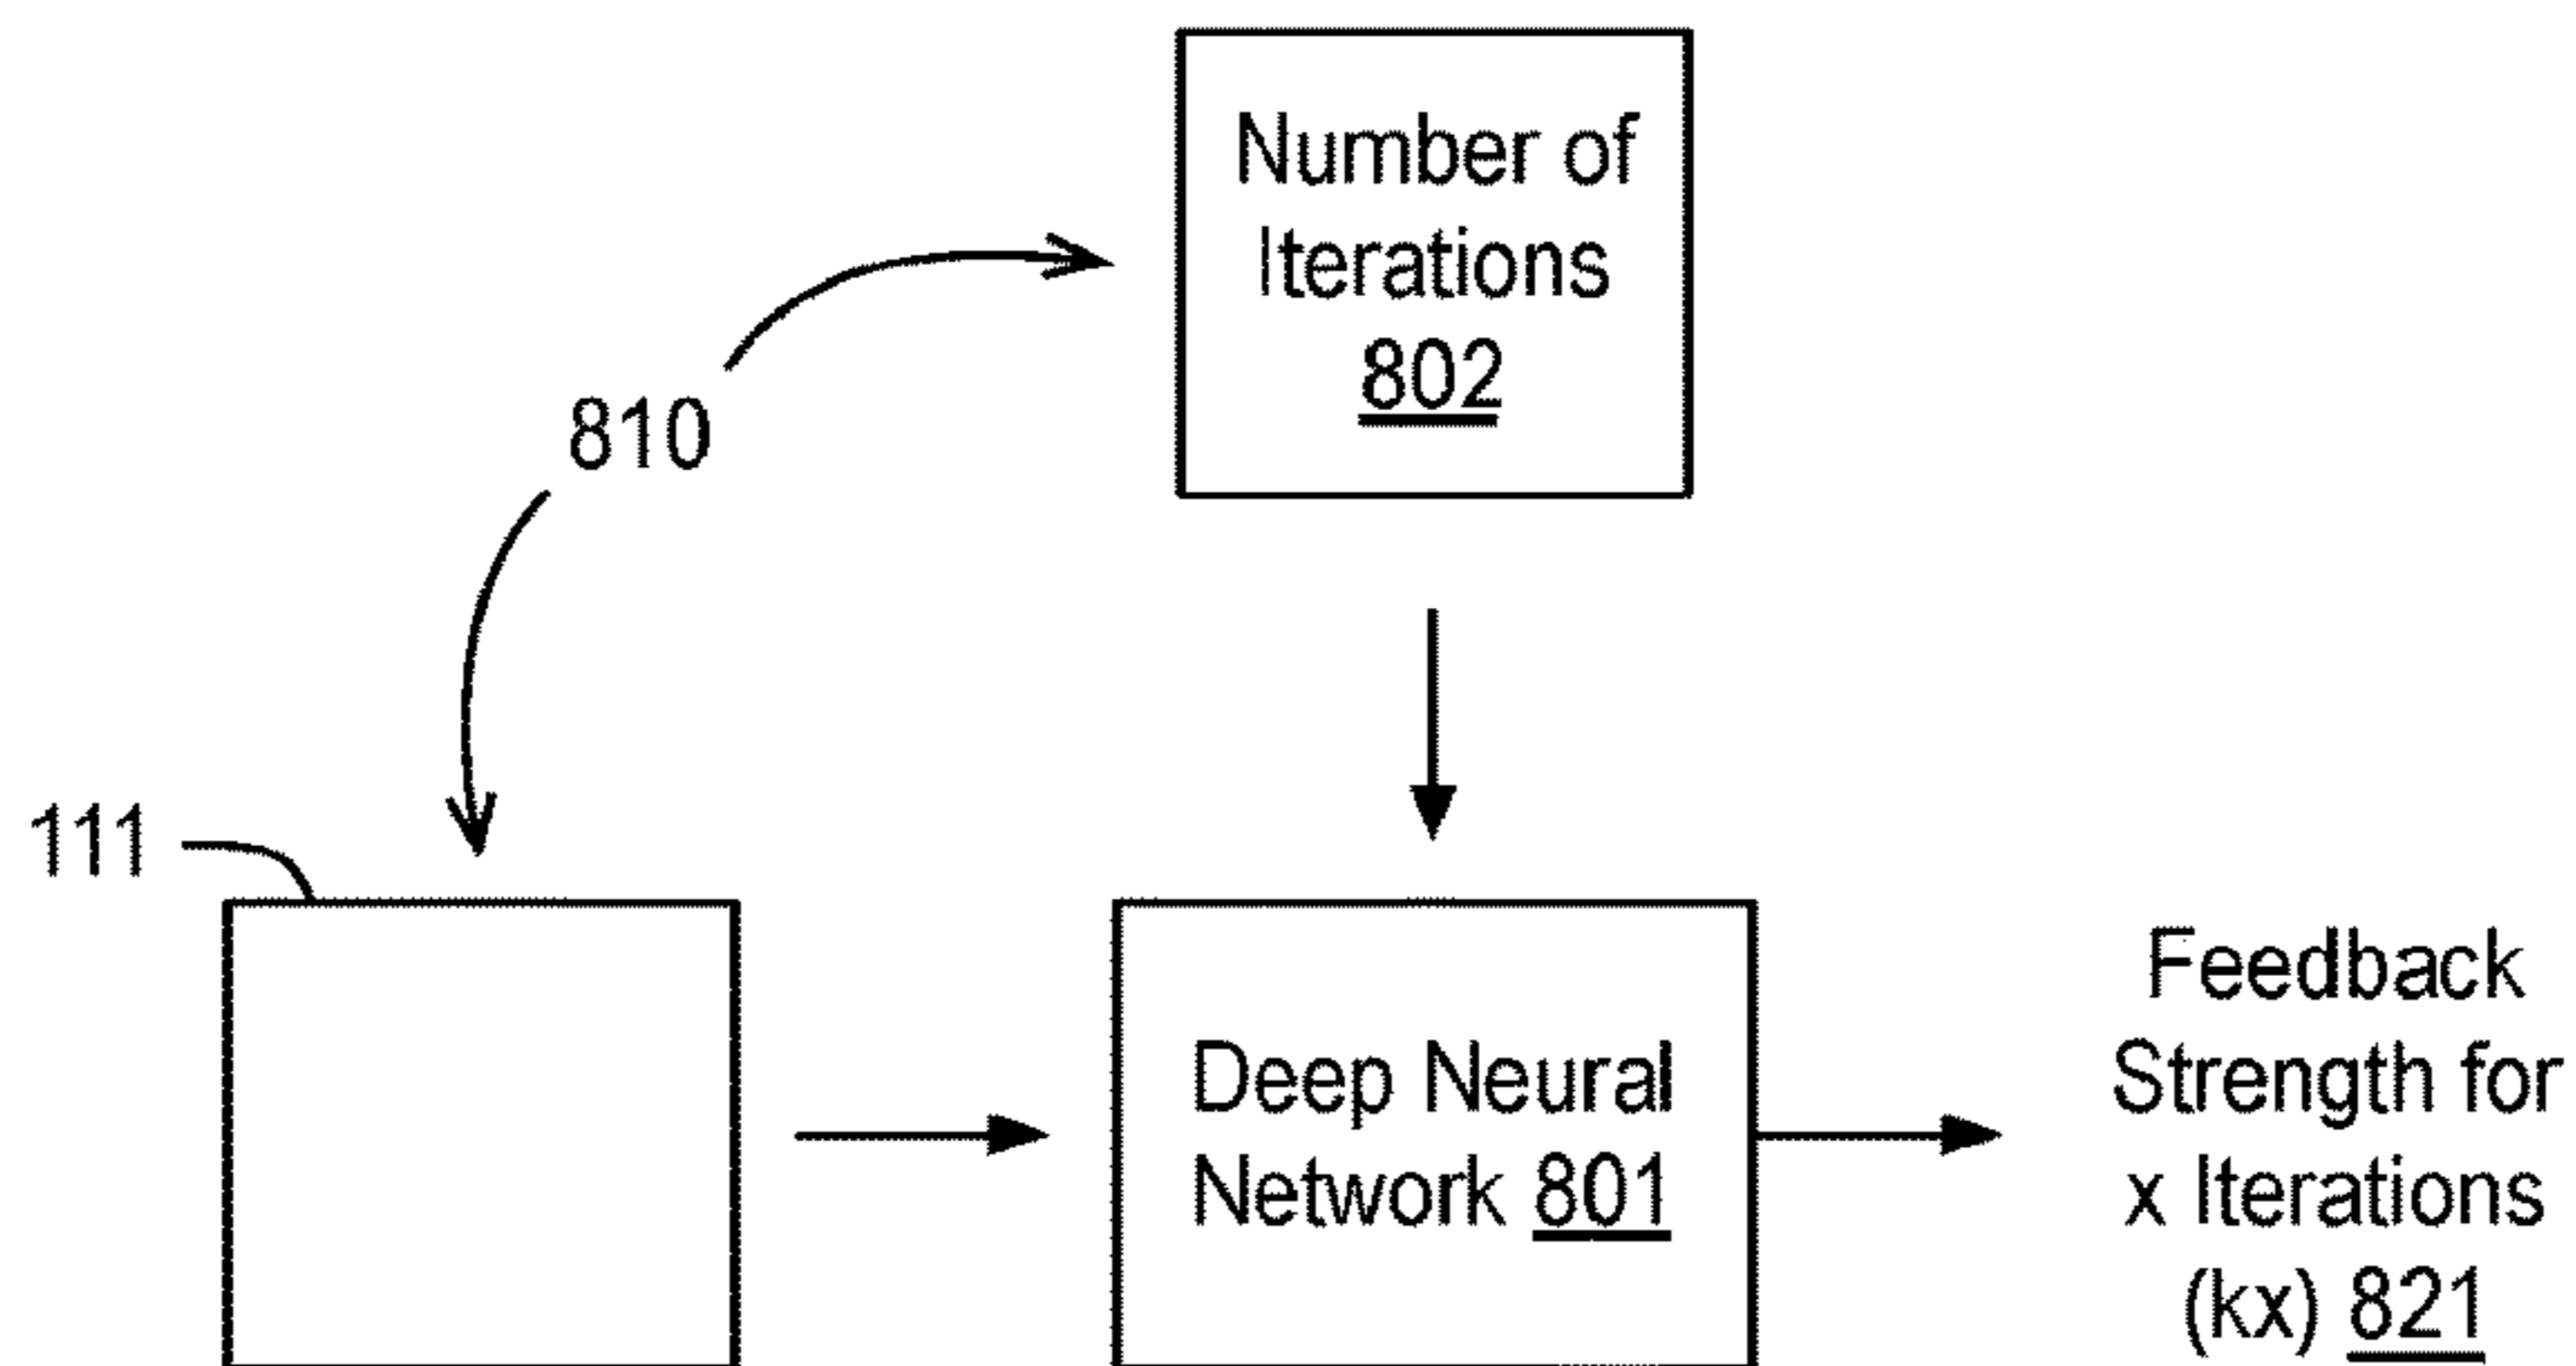 Number of
Iterations
802
810
111
Deep Neural
Network 801
Feedback
Strength for
x Iterations
(kx) 821